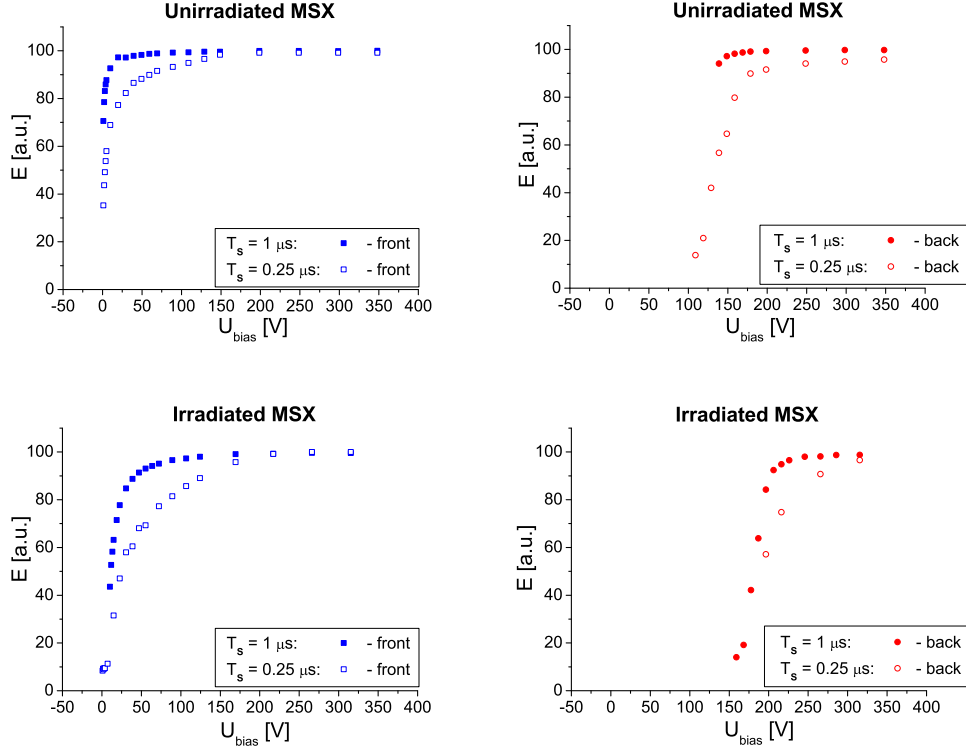 Unirradiated MSX
E [a.u.]
100
80
60
40
20
0
T_s = 1 μs: - front
T_s = 0.25 μs: - front
-50 0 50 100 150 200 250 300 350 400
U_bias [V]
Unirradiated MSX
E [a.u.]
100
80
60
40
20
0
T_s = 1 μs: - back
T_s = 0.25 μs: - back
-50 0 50 100 150 200 250 300 350 400
U_bias [V]
Irradiated MSX
E [a.u.]
100
80
60
40
20
0
T_s = 1 μs: - front
T_s = 0.25 μs: - front
-50 0 50 100 150 200 250 300 350 400
U_bias [V]
Irradiated MSX
E [a.u.]
100
80
60
40
20
0
T_s = 1 μs: - back
T_s = 0.25 μs: - back
-50 0 50 100 150 200 250 300 350 400
U_bias [V]